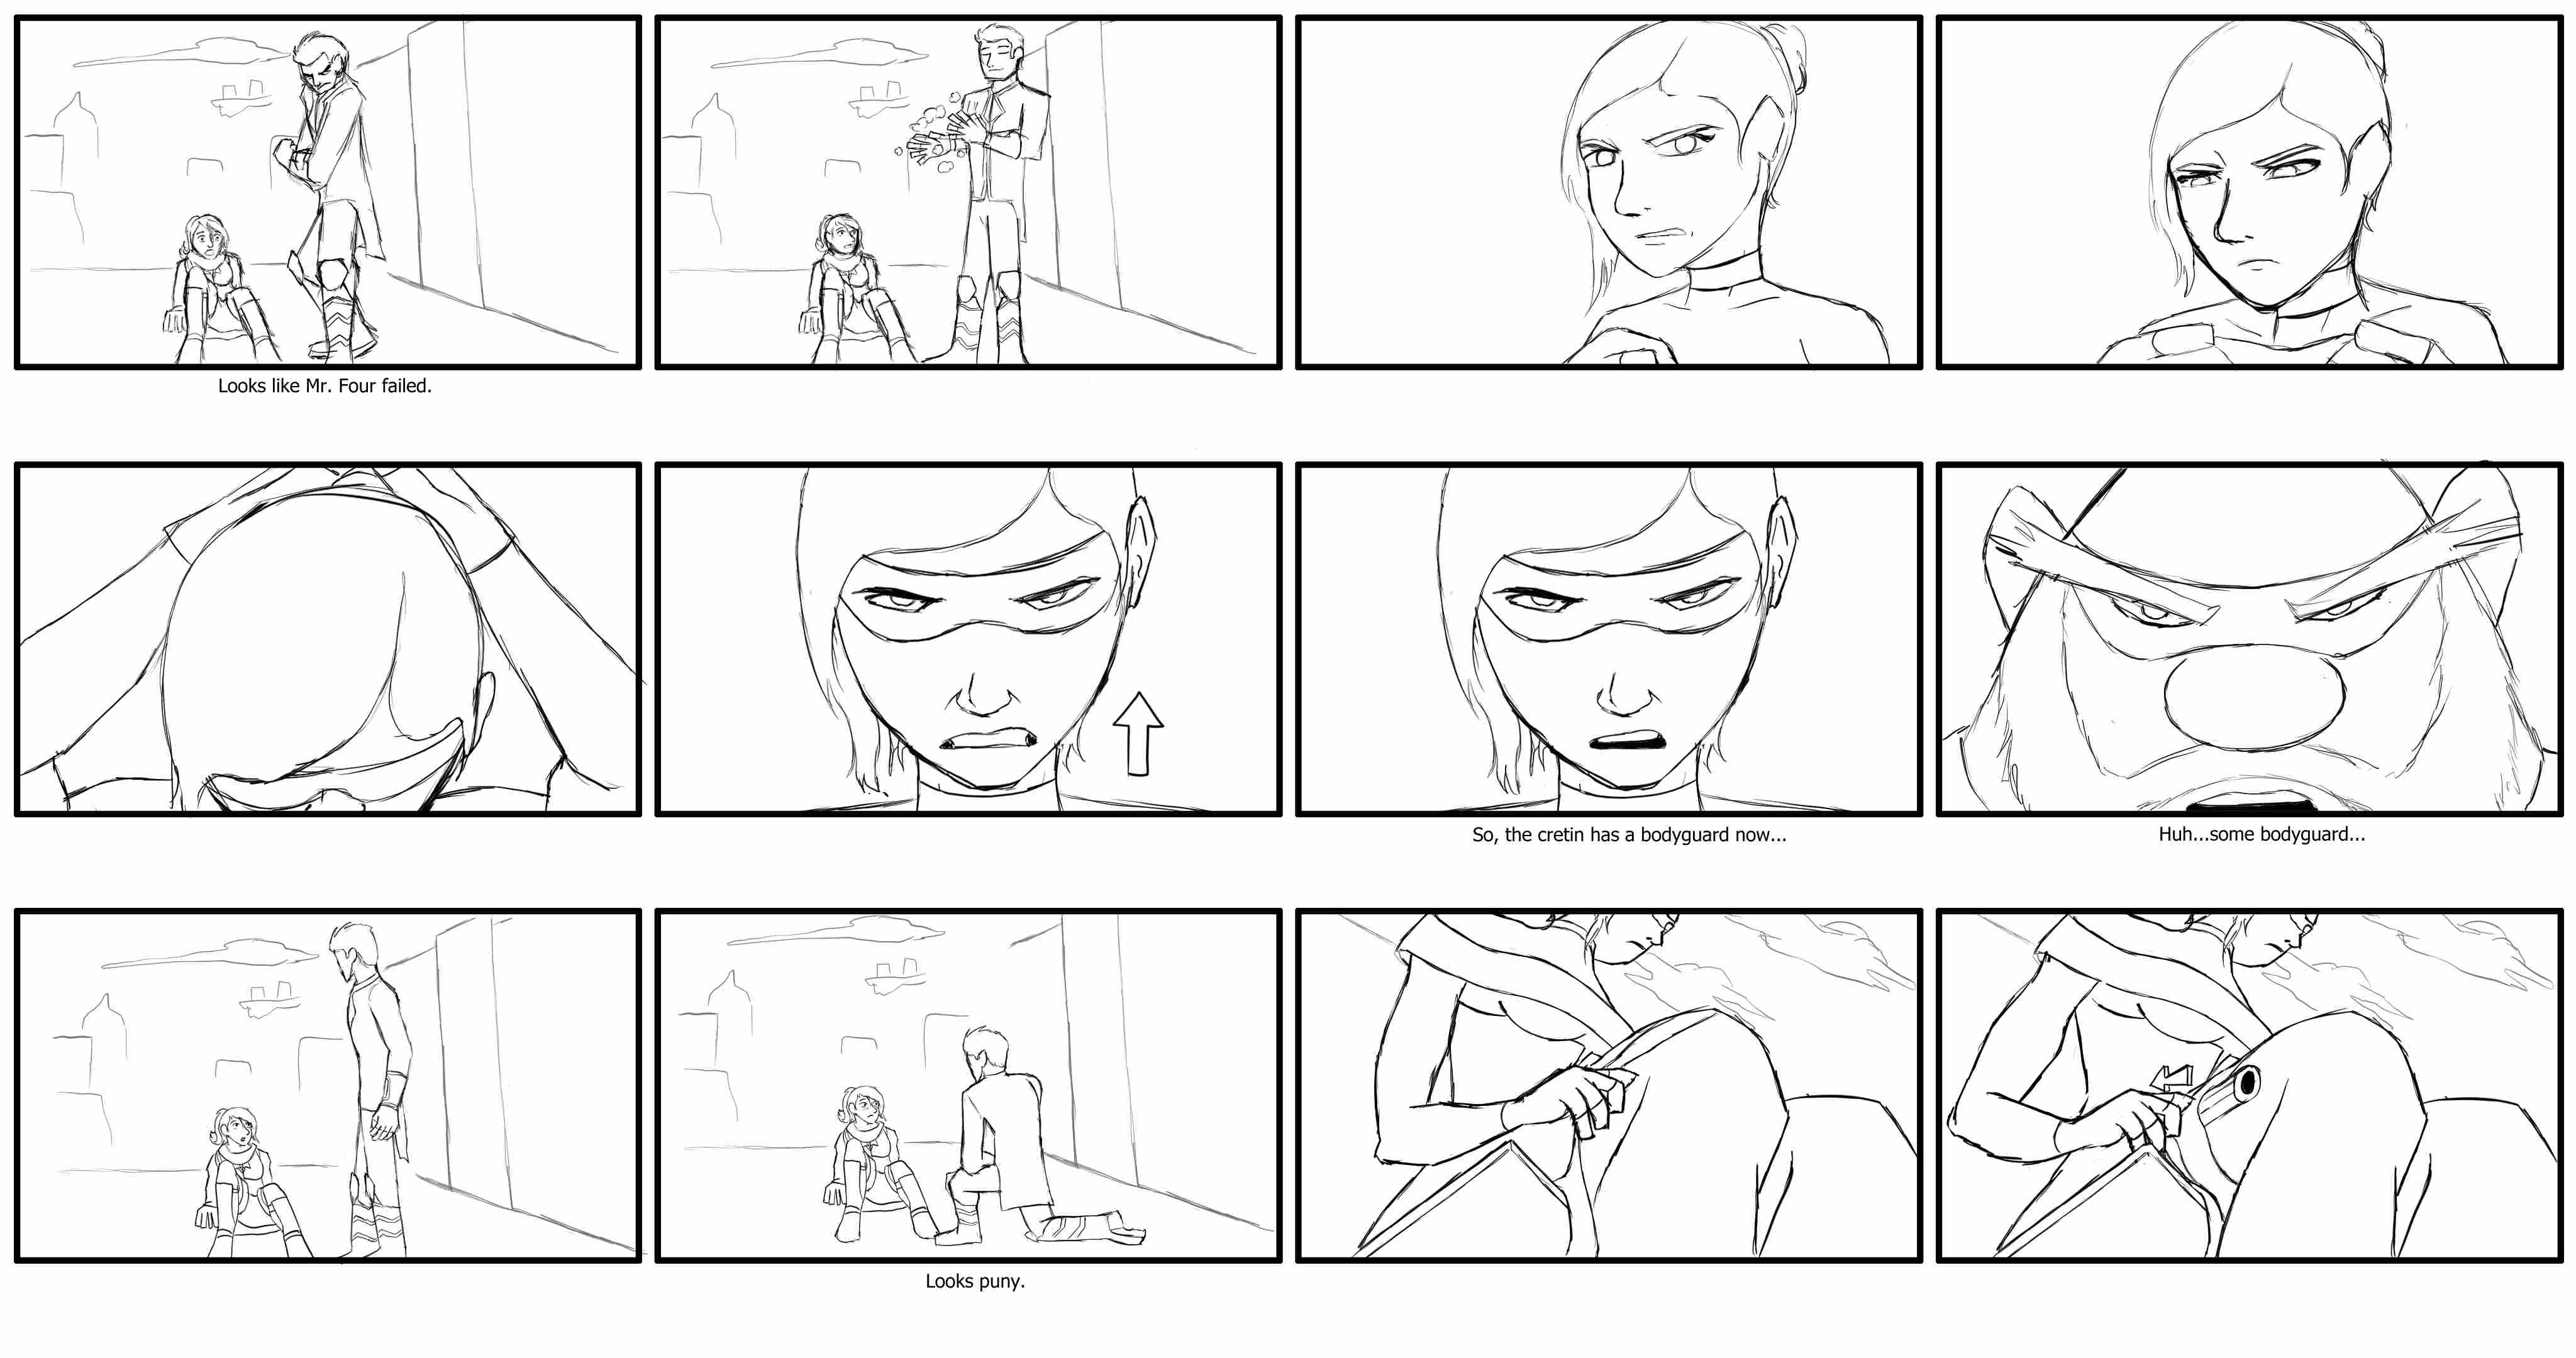 Looks like Mr. Four failed.
So, the cretin has a bodyguard now...
Huh...some bodyguard...
Looks puny.